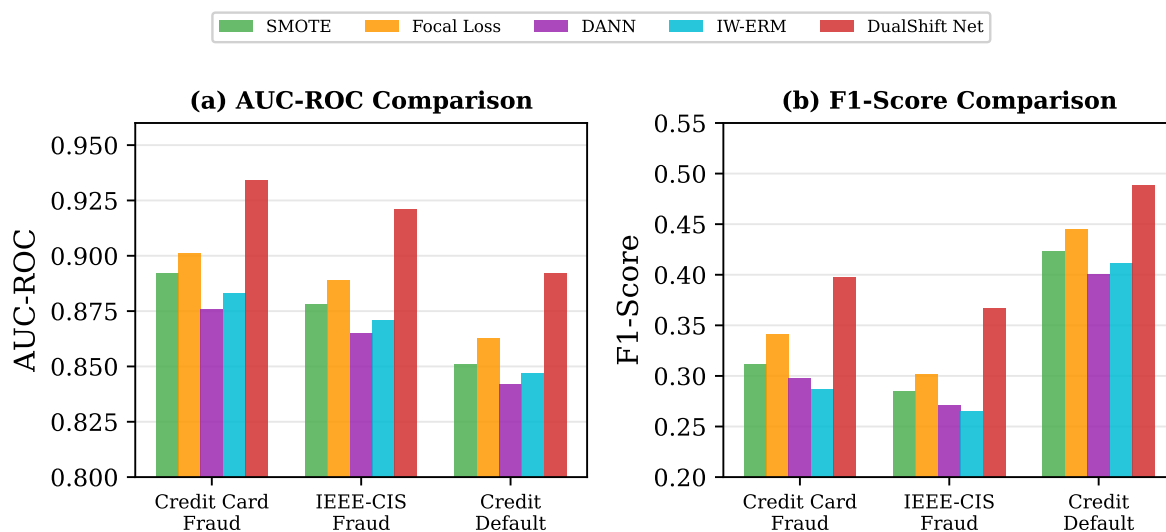 SMOTE Focal Loss DANN IW-ERM DualShift Net
(a) AUC-ROC Comparison
AUC-ROC
0.950
0.925
0.900
0.875
0.850
0.825
0.800
Credit Card Fraud
IEEE-CIS Fraud
Credit Default
(b) F1-Score Comparison
F1-Score
0.55
0.50
0.45
0.40
0.35
0.30
0.25
0.20
Credit Card Fraud
IEEE-CIS Fraud
Credit Default